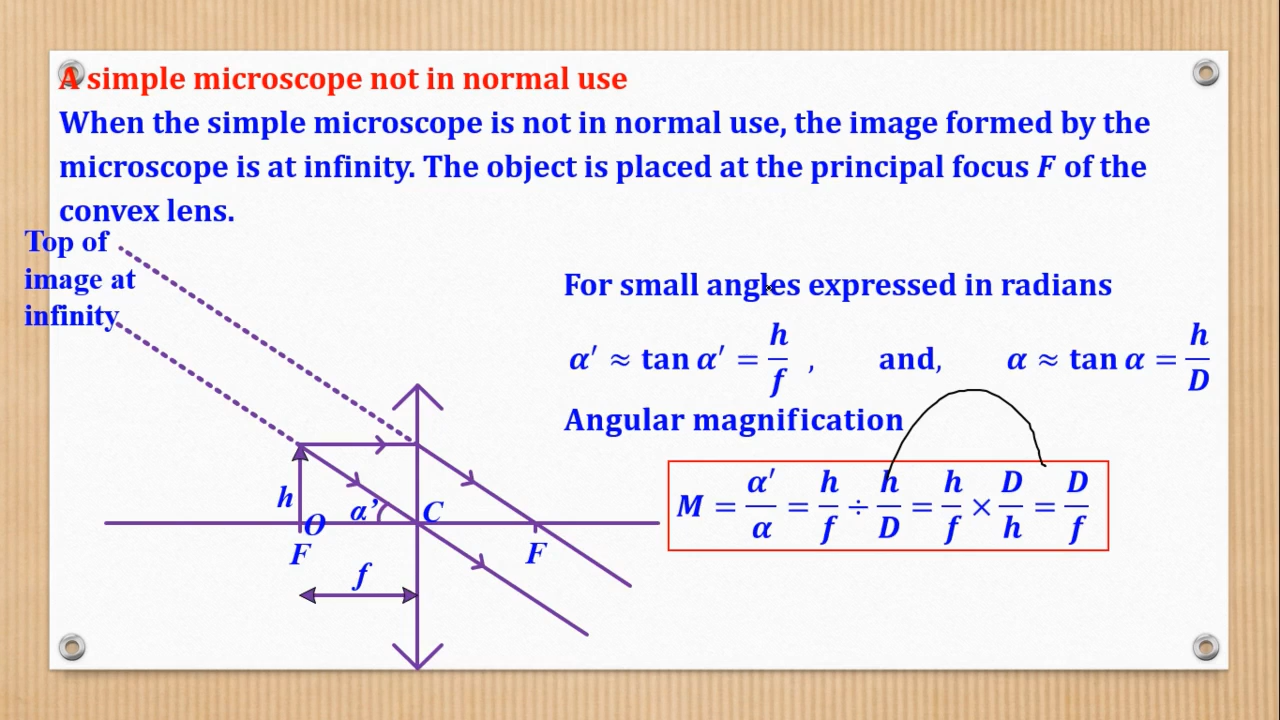 A simple microscope not in normal use
When the simple microscope is not in normal use, the image formed by the
microscope is at infinity. The object is placed at the principal focus F of the
convex lens.
Top of
image at
infinity
h
O
F
α’
C
F
f
For small angles expressed in radians
α′ ≈ tan α′ = h/f , and, α ≈ tan α = h/D
Angular magnification
M = α′/α = h/f ÷ h/D = h/f × D/h = D/f